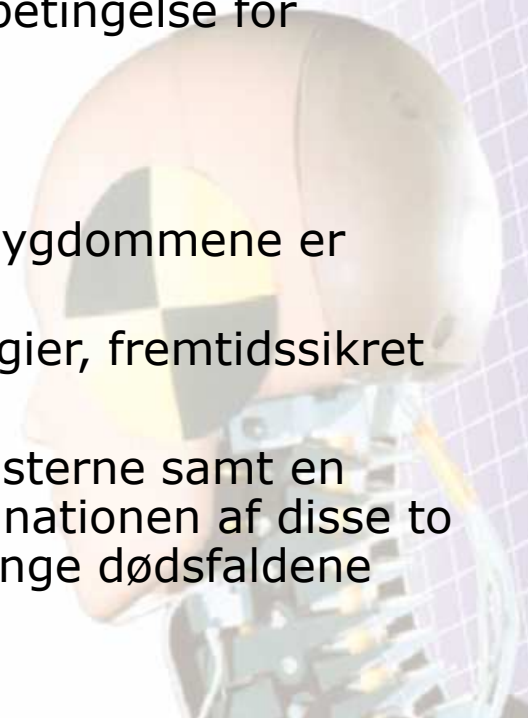 betingelse for
ygdommene er
gier, fremtidssikret
sterne samt en
nationen af disse to
nge dødsfaldene